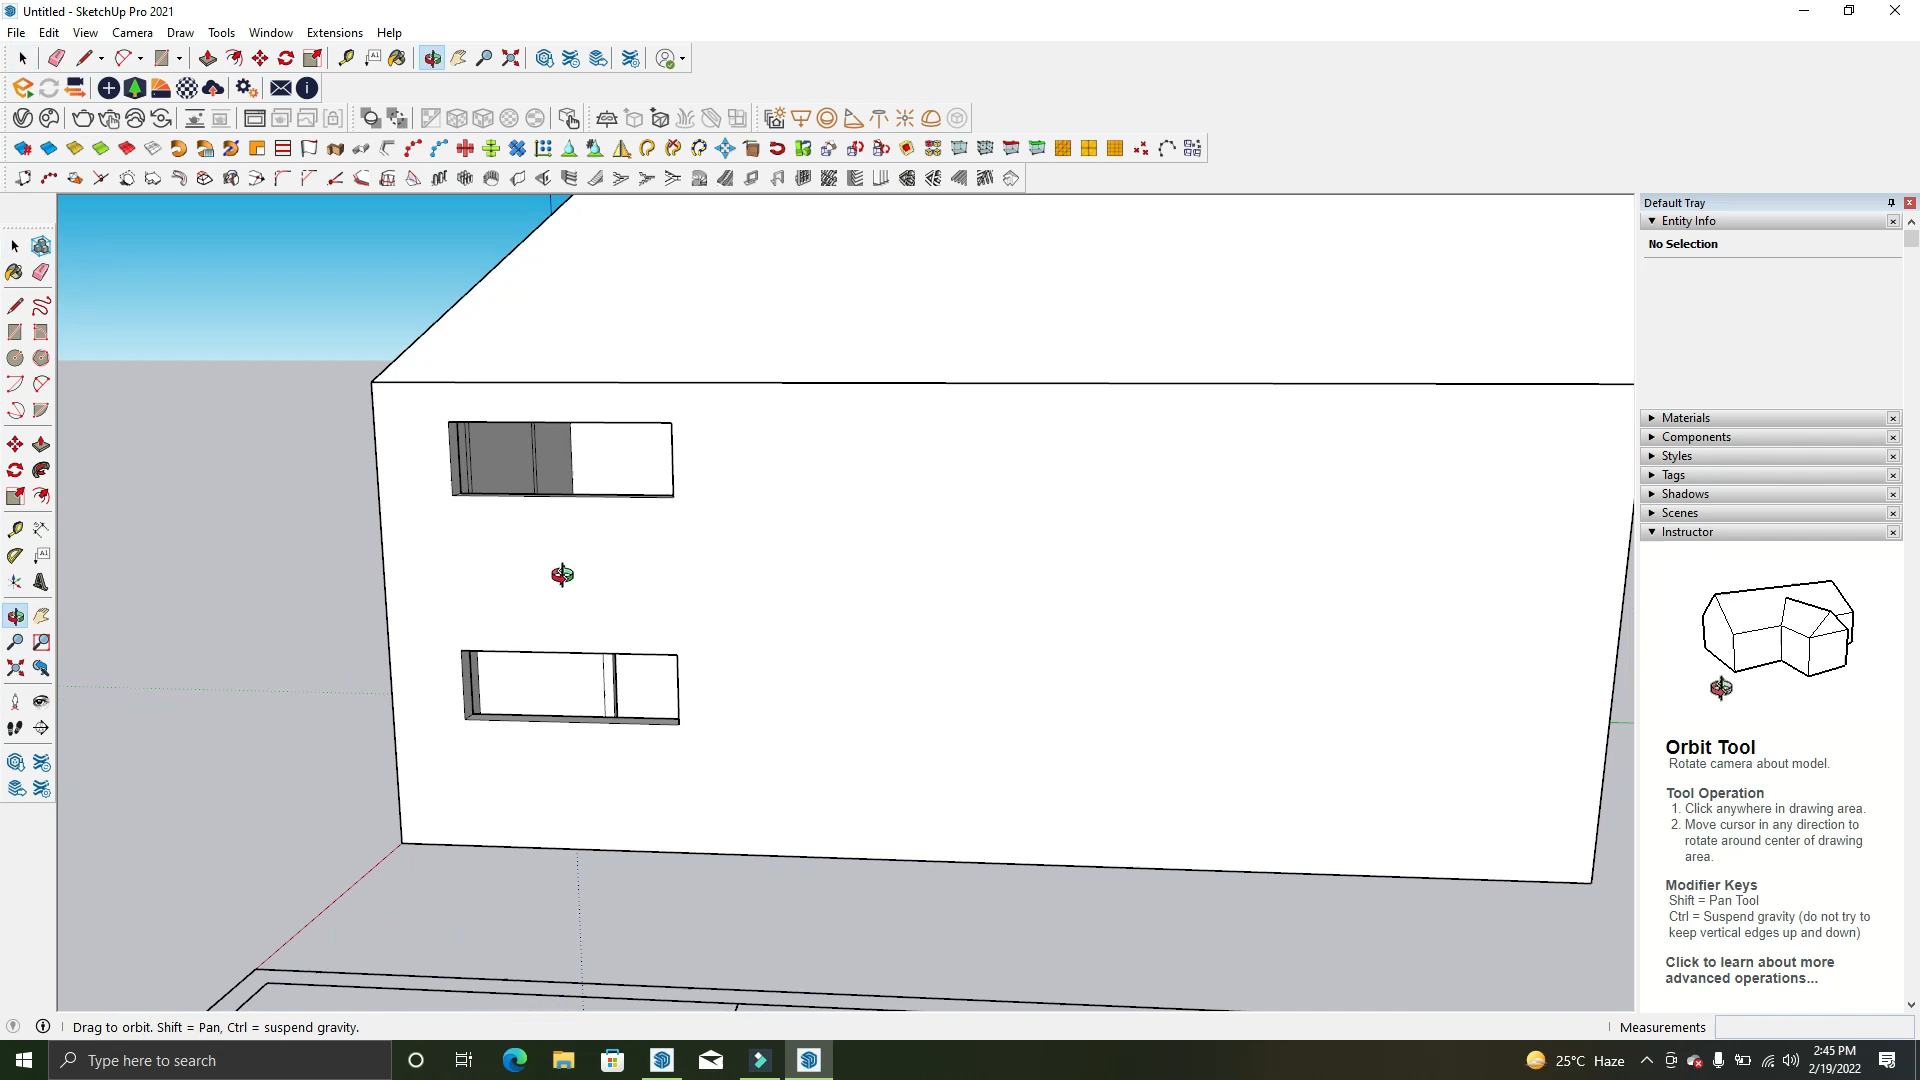 Untitled - SketchUp Pro 2021
File Edit View Camera Draw Tools Window Extensions Help
Default Tray
Entity Info
No Selection
Materials
Components
Styles
Tags
Shadows
Scenes
Instructor
Orbit Tool
Rotate camera about model.
Tool Operation
1. Click anywhere in drawing area.
2. Move cursor in any direction to
rotate around center of drawing
area.
Modifier Keys
Shift = Pan Tool
Ctrl = Suspend gravity (do not try to
keep vertical edges up and down)
Click to learn about more
advanced operations...
Drag to orbit. Shift = Pan, Ctrl = suspend gravity.
Measurements
Type here to search
25°C Haze
2:45 PM
2/19/2022